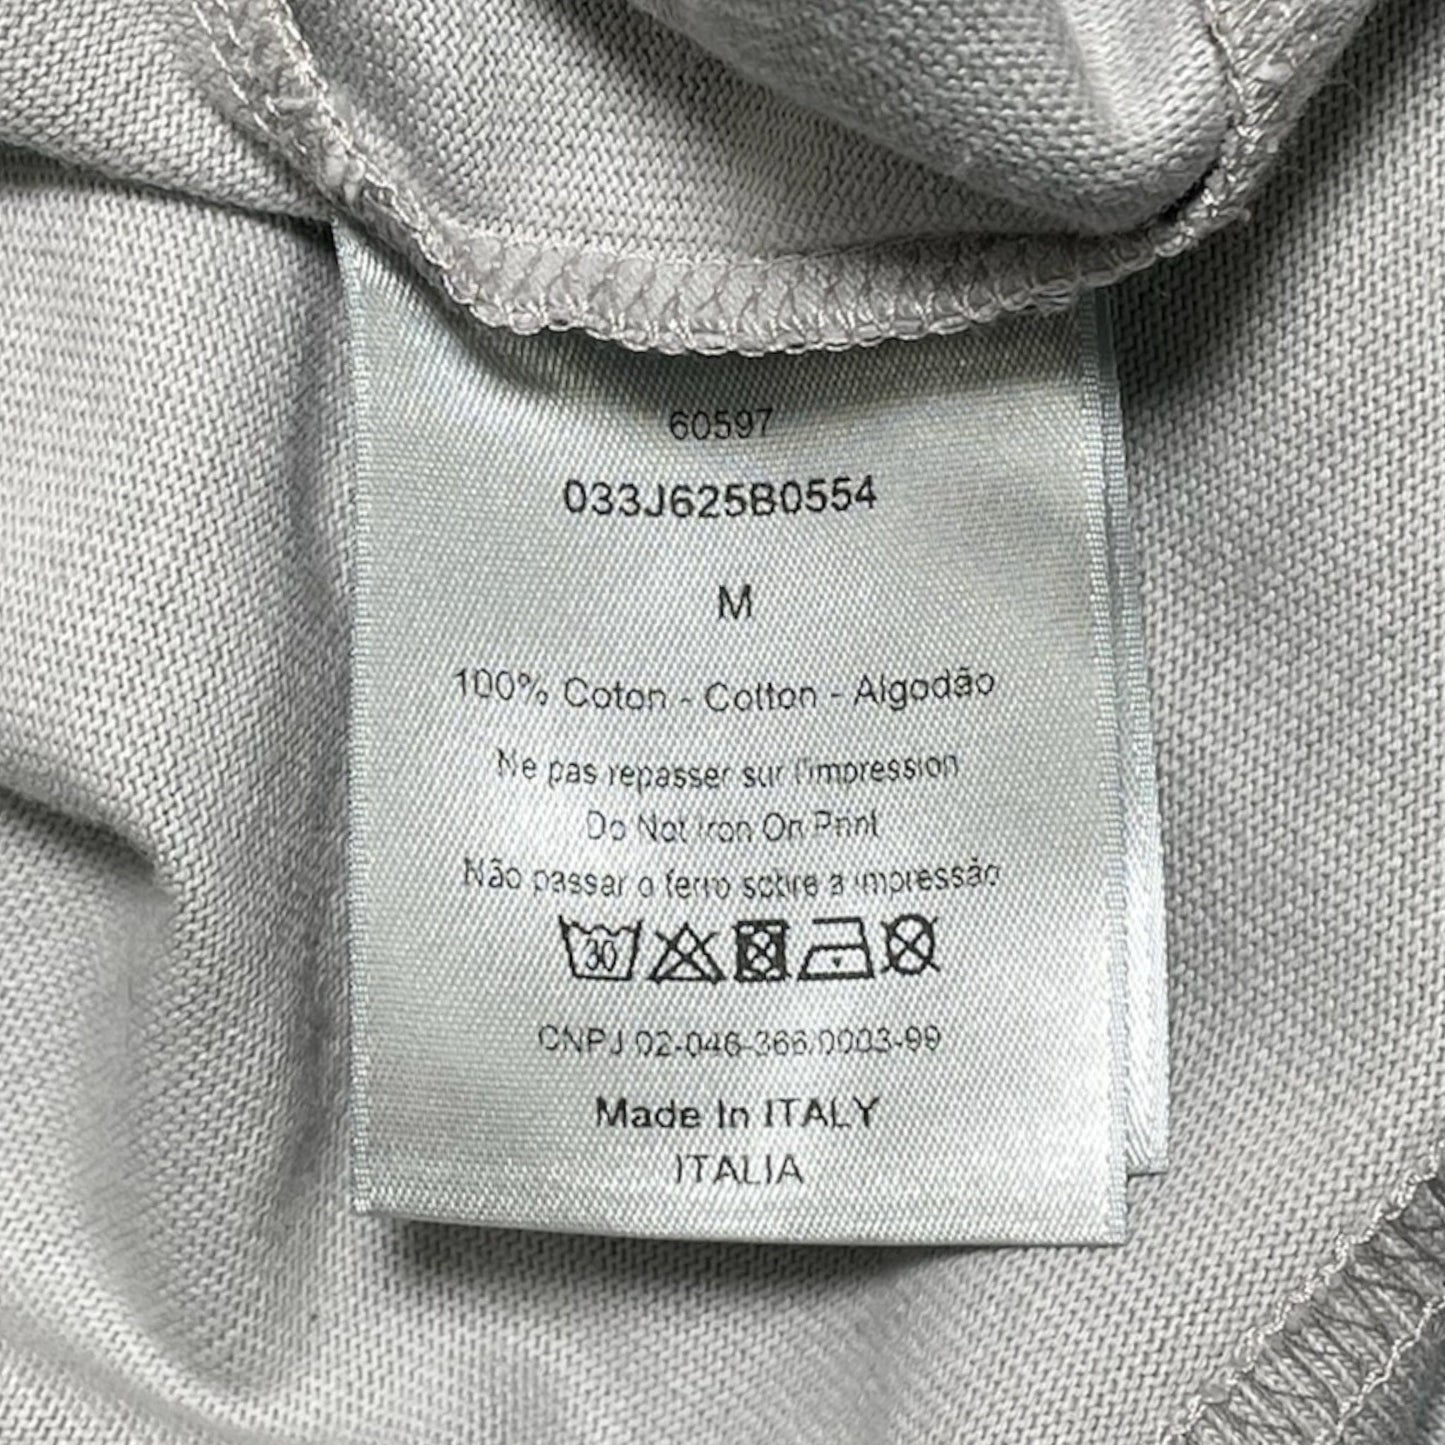 60597
033J625B0554
M
100% Coton - Cotton - Algodão
Ne pas repasser sur l'impression
Do Not Iron On Print
Não passar o ferro sobre a impressão
30
CNPJ 02-046-366.0003-99
Made In ITALY
ITALIA